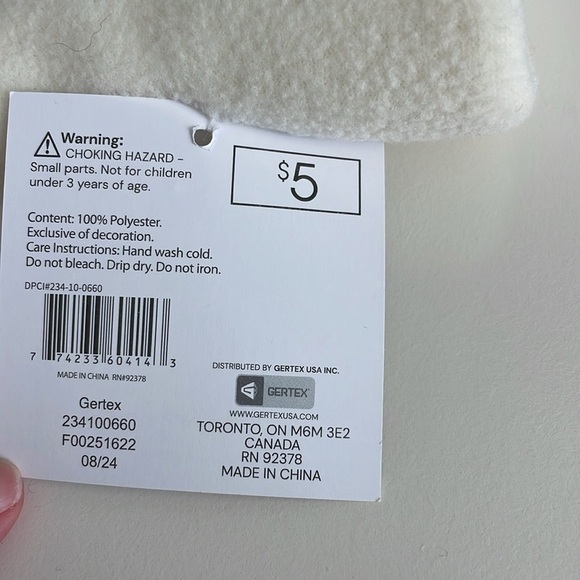 Warning:
CHOKING HAZARD –
Small parts. Not for children
under 3 years of age.
$5
Content: 100% Polyester.
Exclusive of decoration.
Care Instructions: Hand wash cold.
Do not bleach. Drip dry. Do not iron.
DPCI#234-10-0660
7 74233 60414 3
MADE IN CHINA RN#92378
Gertex
234100660
F00251622
08/24
DISTRIBUTED BY GERTEX USA INC.
GERTEX
WWW.GERTEXUSA.COM
TORONTO, ON M6M 3E2
CANADA
RN 92378
MADE IN CHINA